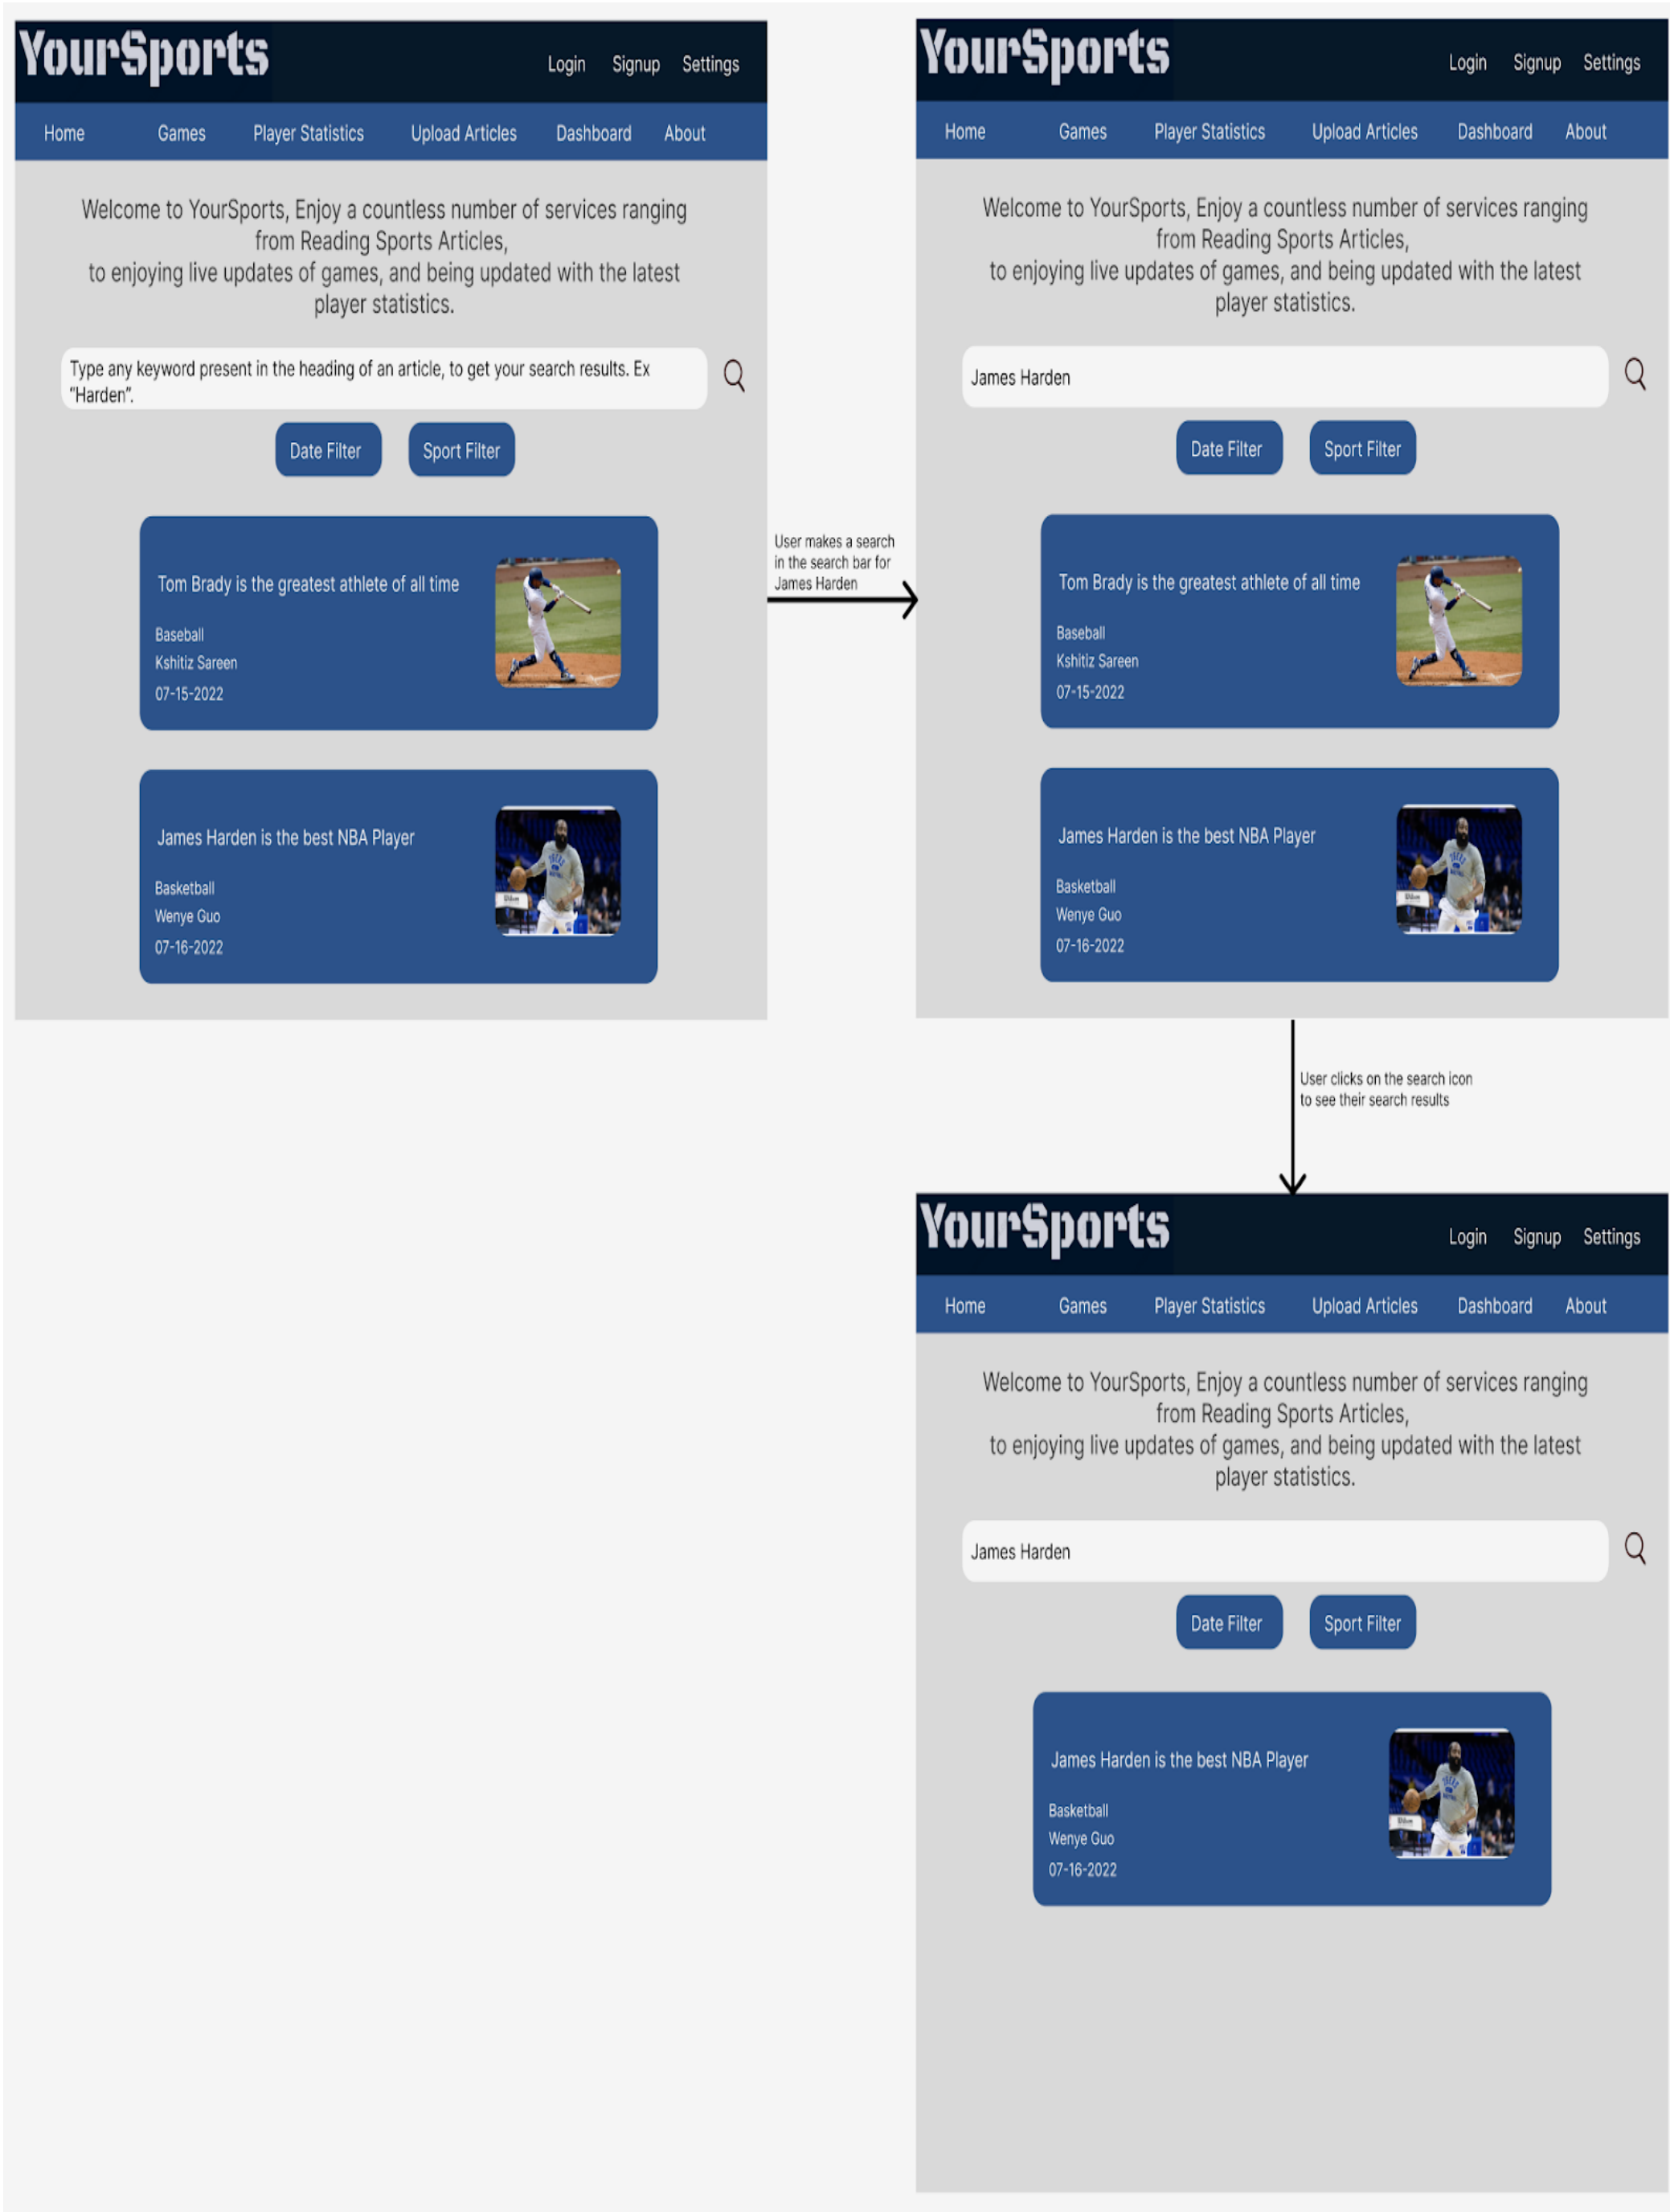 YourSports
Login Signup Settings
Home Games Player Statistics Upload Articles Dashboard About
Welcome to YourSports, Enjoy a countless number of services ranging
from Reading Sports Articles,
to enjoying live updates of games, and being updated with the latest
player statistics.
Type any keyword present in the heading of an article, to get your search results. Ex
"Harden".
Date Filter Sport Filter
Tom Brady is the greatest athlete of all time
Baseball
Kshitiz Sareen
07-15-2022
James Harden is the best NBA Player
Basketball
Wenye Guo
07-16-2022
User makes a search
in the search bar for
James Harden
YourSports
Login Signup Settings
Home Games Player Statistics Upload Articles Dashboard About
Welcome to YourSports, Enjoy a countless number of services ranging
from Reading Sports Articles,
to enjoying live updates of games, and being updated with the latest
player statistics.
James Harden
Date Filter Sport Filter
Tom Brady is the greatest athlete of all time
Baseball
Kshitiz Sareen
07-15-2022
James Harden is the best NBA Player
Basketball
Wenye Guo
07-16-2022
User clicks on the search icon
to see their search results
YourSports
Login Signup Settings
Home Games Player Statistics Upload Articles Dashboard About
Welcome to YourSports, Enjoy a countless number of services ranging
from Reading Sports Articles,
to enjoying live updates of games, and being updated with the latest
player statistics.
James Harden
Date Filter Sport Filter
James Harden is the best NBA Player
Basketball
Wenye Guo
07-16-2022